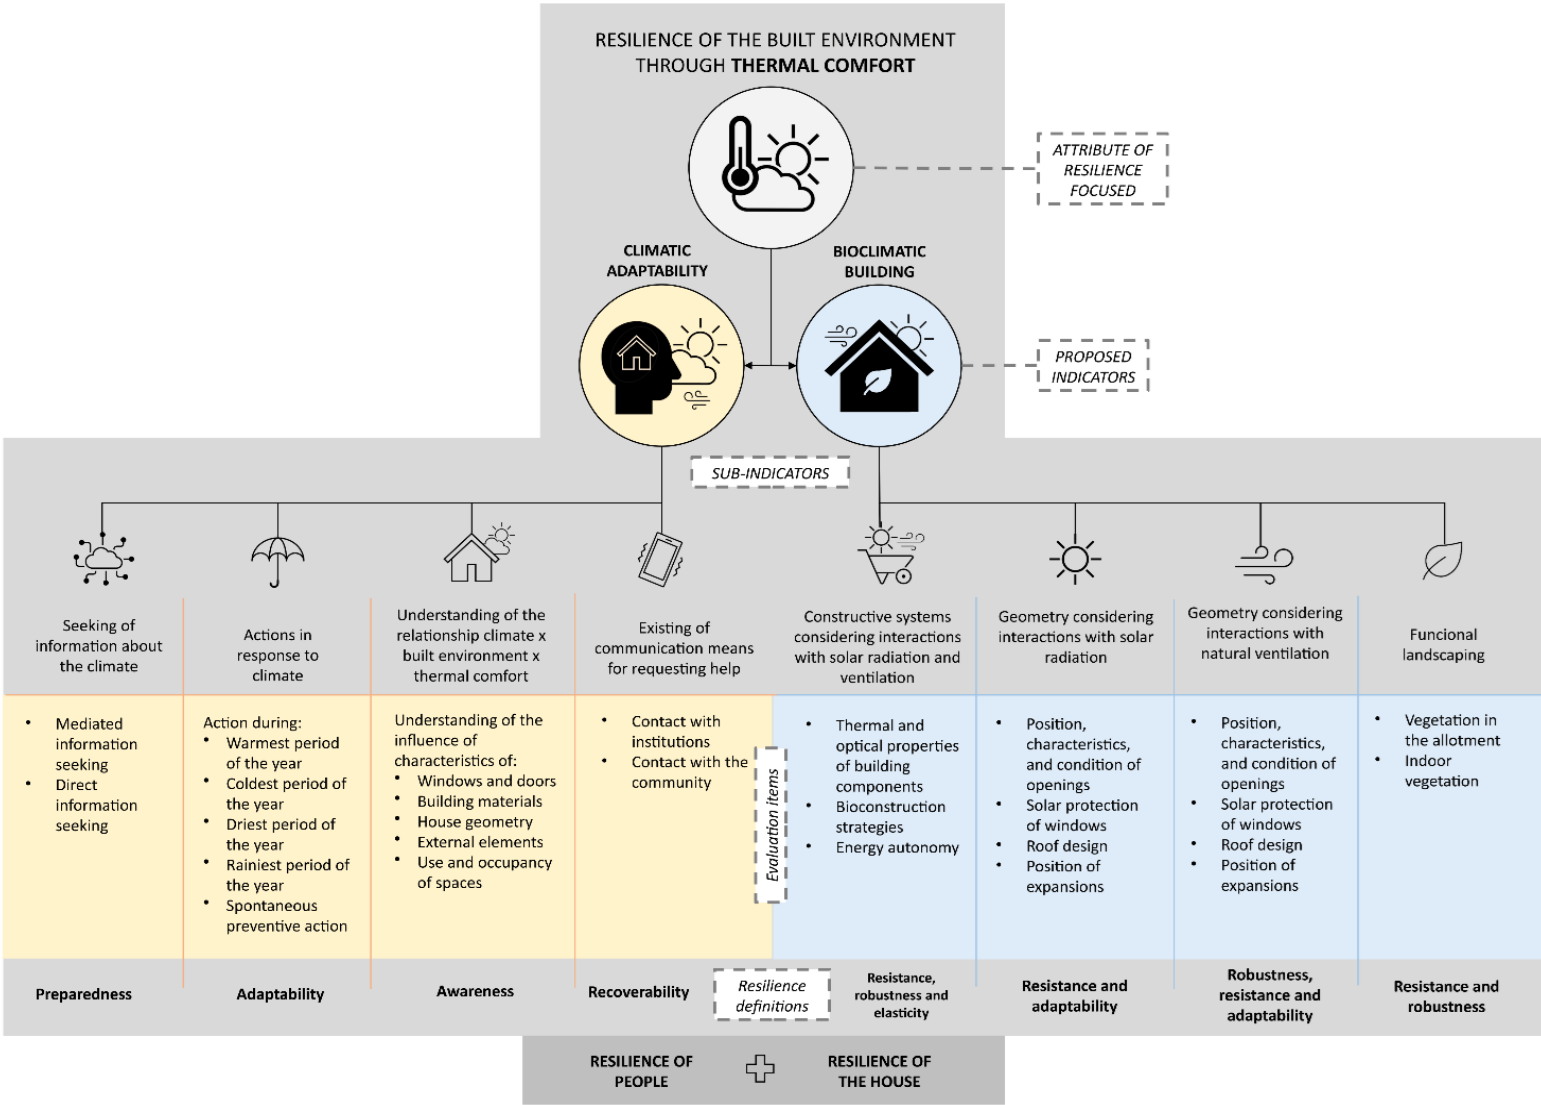 RESILIENCE OF THE BUILT ENVIRONMENT
THROUGH THERMAL COMFORT
ATTRIBUTE OF
RESILIENCE
FOCUSED
CLIMATIC
ADAPTABILITY
BIOCLIMATIC
BUILDING
PROPOSED
INDICATORS
SUB-INDICATORS
Seeking of
information about
the climate
Actions in
response to
climate
Understanding of the
relationship climate x
built environment x
thermal comfort
Existing of
communication means
for requesting help
Constructive systems
considering interactions
with solar radiation and
ventilation
Geometry considering
interactions with solar
radiation
Geometry considering
interactions with
natural ventilation
Funcional
landscaping
• Mediated
information
seeking
• Direct
information
seeking
Action during:
• Warmest period
of the year
• Coldest period of
the year
• Driest period of
the year
• Rainiest period of
the year
• Spontaneous
preventive action
Understanding of the
influence of
characteristics of:
• Windows and doors
• Building materials
• House geometry
• External elements
• Use and occupancy
of spaces
• Contact with
institutions
• Contact with the
community
Evaluation items
• Thermal and
optical properties
of building
components
• Bioconstruction
strategies
• Energy autonomy
• Position,
characteristics,
and condition of
openings
• Solar protection
of windows
• Roof design
• Position of
expansions
• Position,
characteristics,
and condition of
openings
• Solar protection
of windows
• Roof design
• Position of
expansions
• Vegetation in
the allotment
• Indoor
vegetation
Preparedness
Adaptability
Awareness
Recoverability
Resilience
definitions
Resistance,
robustness and
elasticity
Resistance and
adaptability
Robustness,
resistance and
adaptability
Resistance and
robustness
RESILIENCE OF
PEOPLE
RESILIENCE OF
THE HOUSE